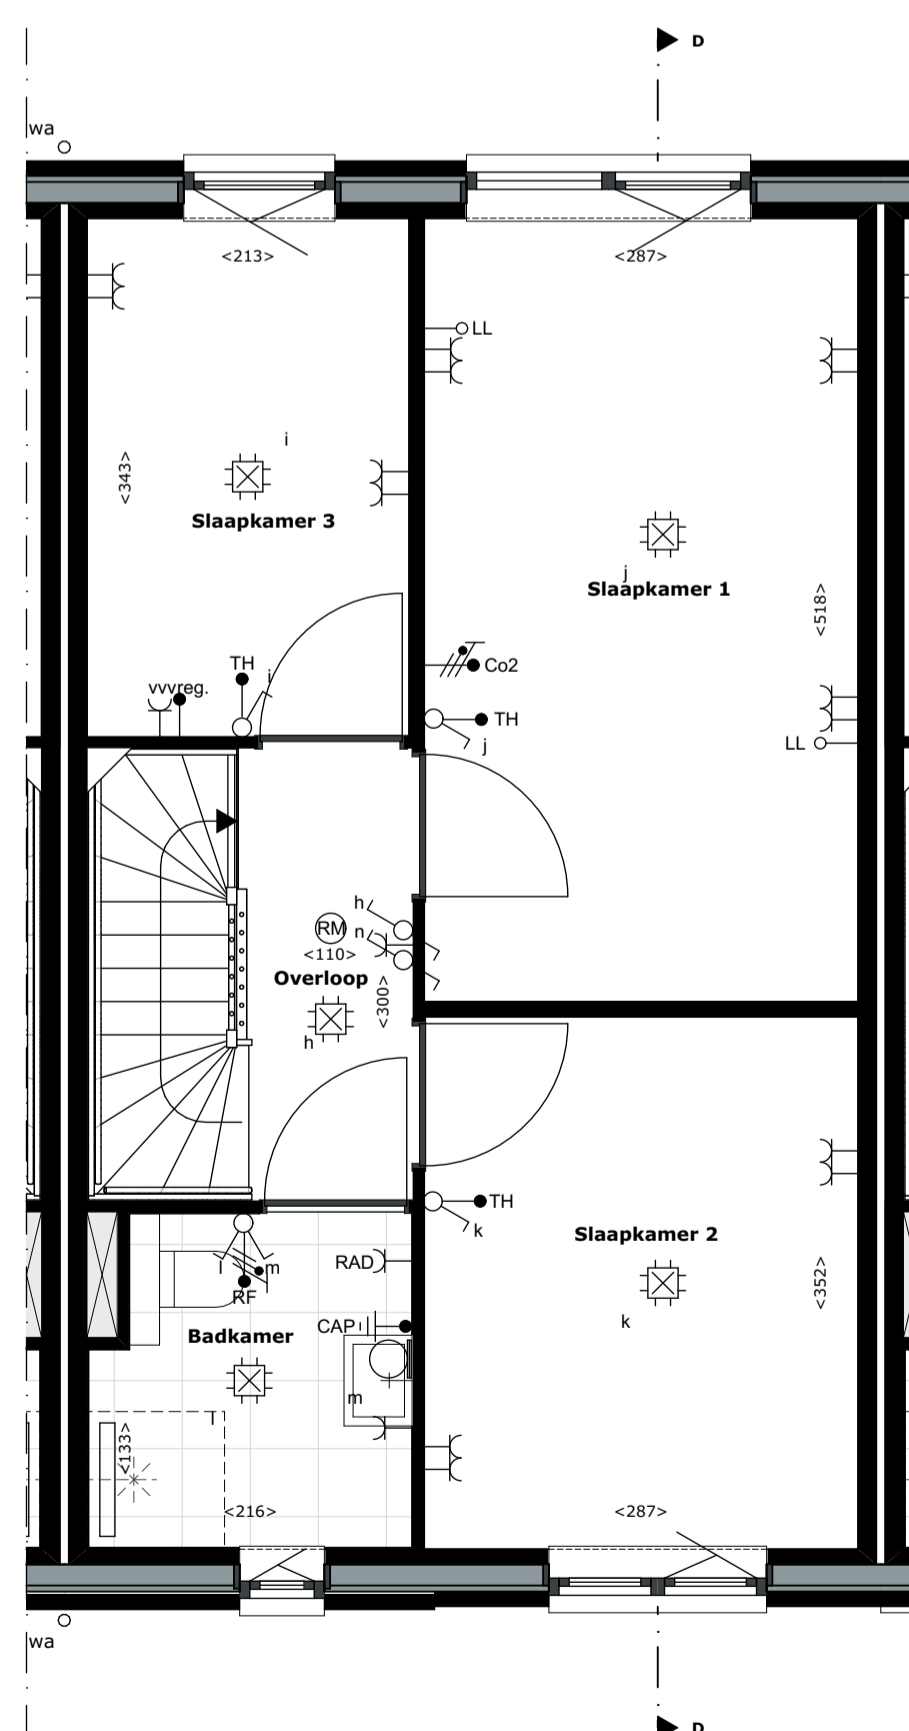 D
wa
<213>
<287>
LL
i
<343>
Slaapkamer 3
j
Slaapkamer 1
<518>
TH
i
Co2
vvvreg.
TH
j
LL
h
RM
n
<110>
Overloop
<300>
h
TH
k
Slaapkamer 2
l
m
RAD
RF
<352>
CAP
k
Badkamer
m
l
<133>
<216>
<287>
wa
D